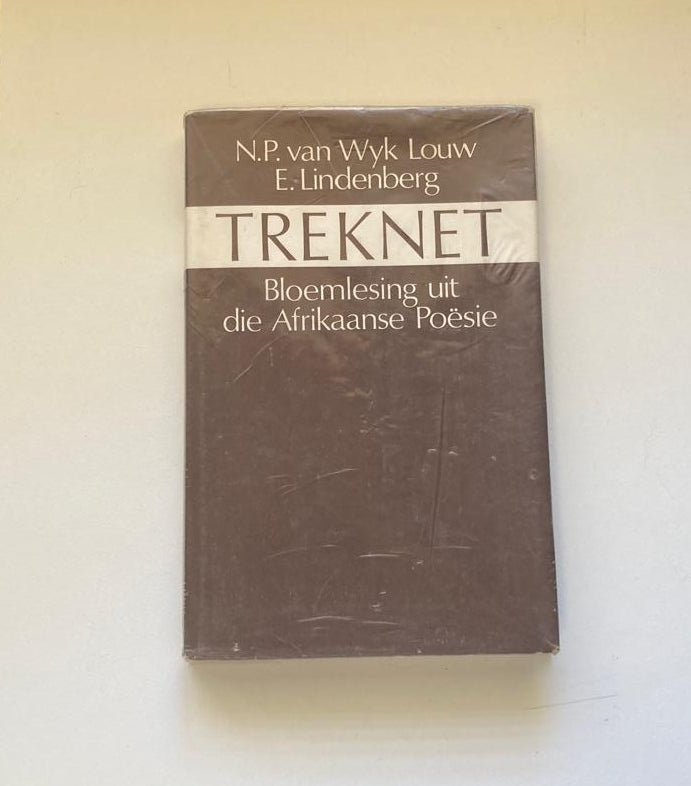 N.P. van Wyk Louw
E. Lindenberg
TREKNET
Bloemlesing uit
die Afrikaanse Poësie